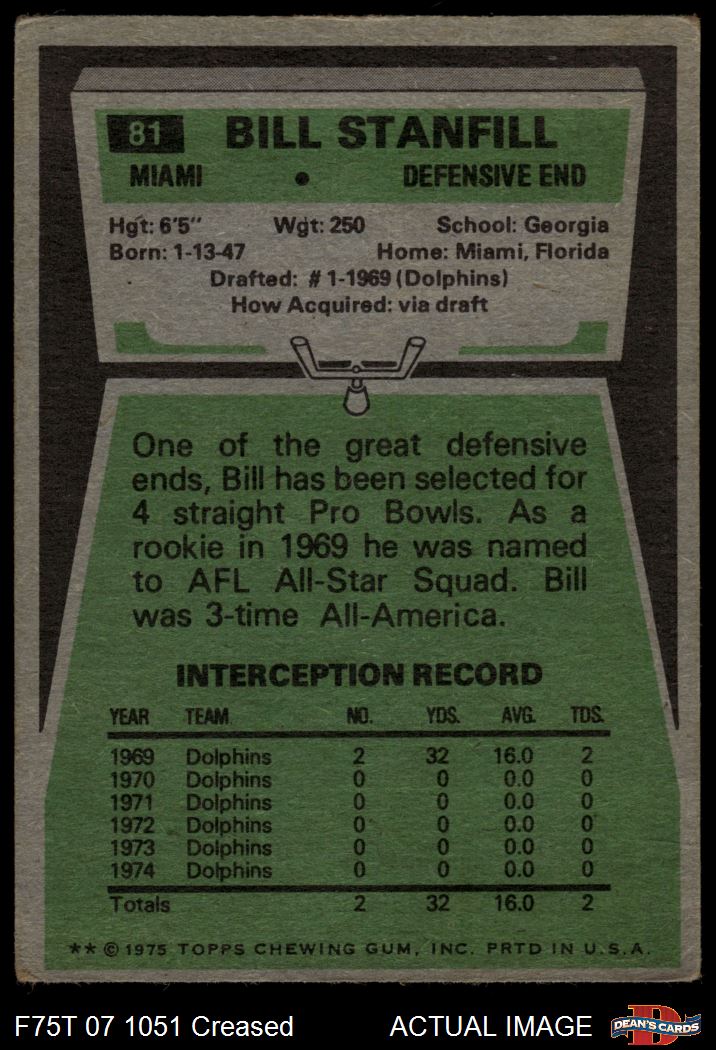 81 BILL STANFILL
MIAMI • DEFENSIVE END
Hgt: 6'5" Wgt: 250 School: Georgia
Born: 1-13-47 Home: Miami, Florida
Drafted: #1-1969 (Dolphins)
How Acquired: via draft
One of the great defensive
ends, Bill has been selected for
4 straight Pro Bowls. As a
rookie in 1969 he was named
to AFL All-Star Squad. Bill
was 3-time All-America.
INTERCEPTION RECORD
YEAR TEAM NO. YDS. AVG. TDS.
1969 Dolphins 2 32 16.0 2
1970 Dolphins 0 0 0.0 0
1971 Dolphins 0 0 0.0 0
1972 Dolphins 0 0 0.0 0
1973 Dolphins 0 0 0.0 0
1974 Dolphins 0 0 0.0 0
Totals 2 32 16.0 2
** © 1975 TOPPS CHEWING GUM, INC. PRTD IN U.S.A.
F75T 07 1051 Creased ACTUAL IMAGE D DEAN'S CARDS